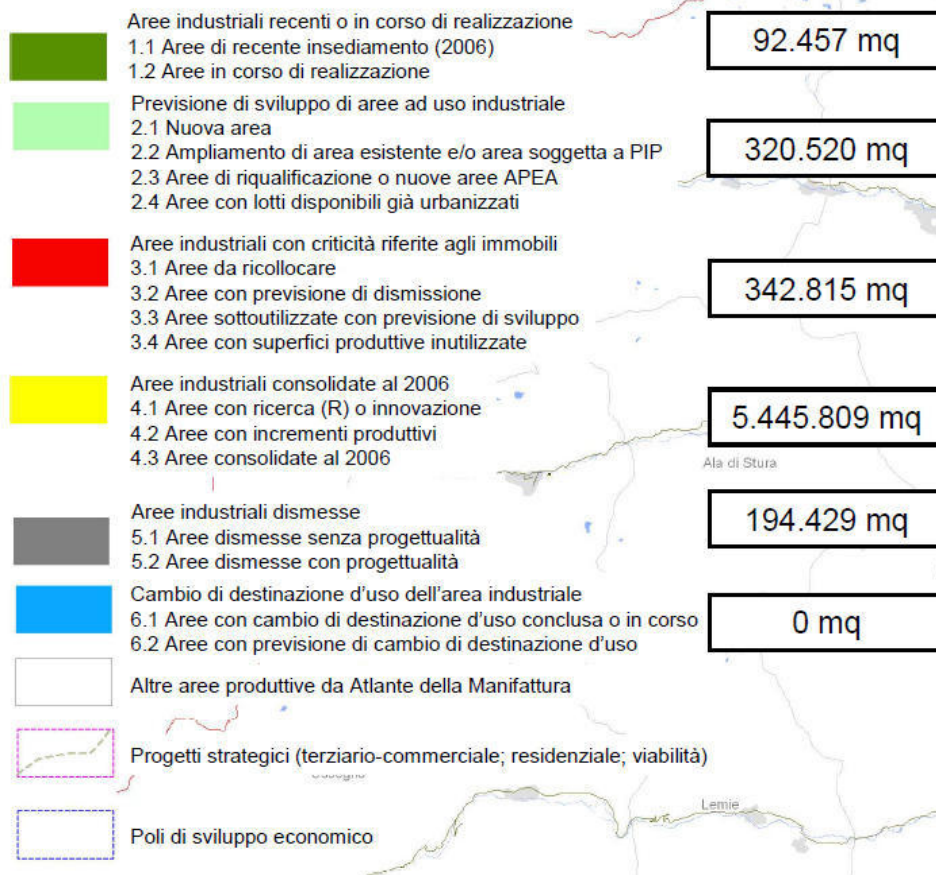 Aree industriali recenti o in corso di realizzazione
1.1 Aree di recente insediamento (2006)
1.2 Aree in corso di realizzazione
92.457 mq
Previsione di sviluppo di aree ad uso industriale
2.1 Nuova area
2.2 Ampliamento di area esistente e/o area soggetta a PIP
2.3 Aree di riqualificazione o nuove aree APEA
2.4 Aree con lotti disponibili già urbanizzati
320.520 mq
Aree industriali con criticità riferite agli immobili
3.1 Aree da ricollocare
3.2 Aree con previsione di dismissione
3.3 Aree sottoutilizzate con previsione di sviluppo
3.4 Aree con superfici produttive inutilizzate
342.815 mq
Aree industriali consolidate al 2006
4.1 Aree con ricerca (R) o innovazione
4.2 Aree con incrementi produttivi
4.3 Aree consolidate al 2006
5.445.809 mq
Ala di Stura
Aree industriali dismesse
5.1 Aree dismesse senza progettualità
5.2 Aree dismesse con progettualità
194.429 mq
Cambio di destinazione d'uso dell'area industriale
6.1 Aree con cambio di destinazione d'uso conclusa o in corso
6.2 Aree con previsione di cambio di destinazione d'uso
0 mq
Altre aree produttive da Atlante della Manifattura
Progetti strategici (terziario-commerciale; residenziale; viabilità)
Lemie
Poli di sviluppo economico